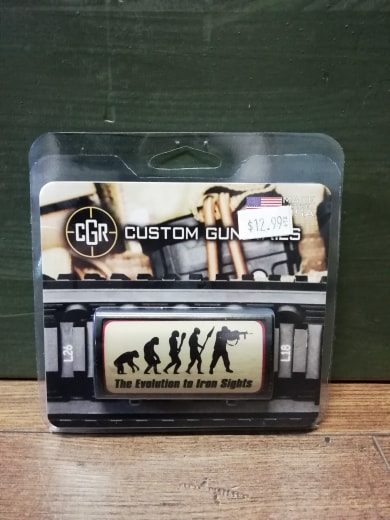 CGR
CUSTOM GUN
$12.99
L26
L18
The Evolution to Iron Sights